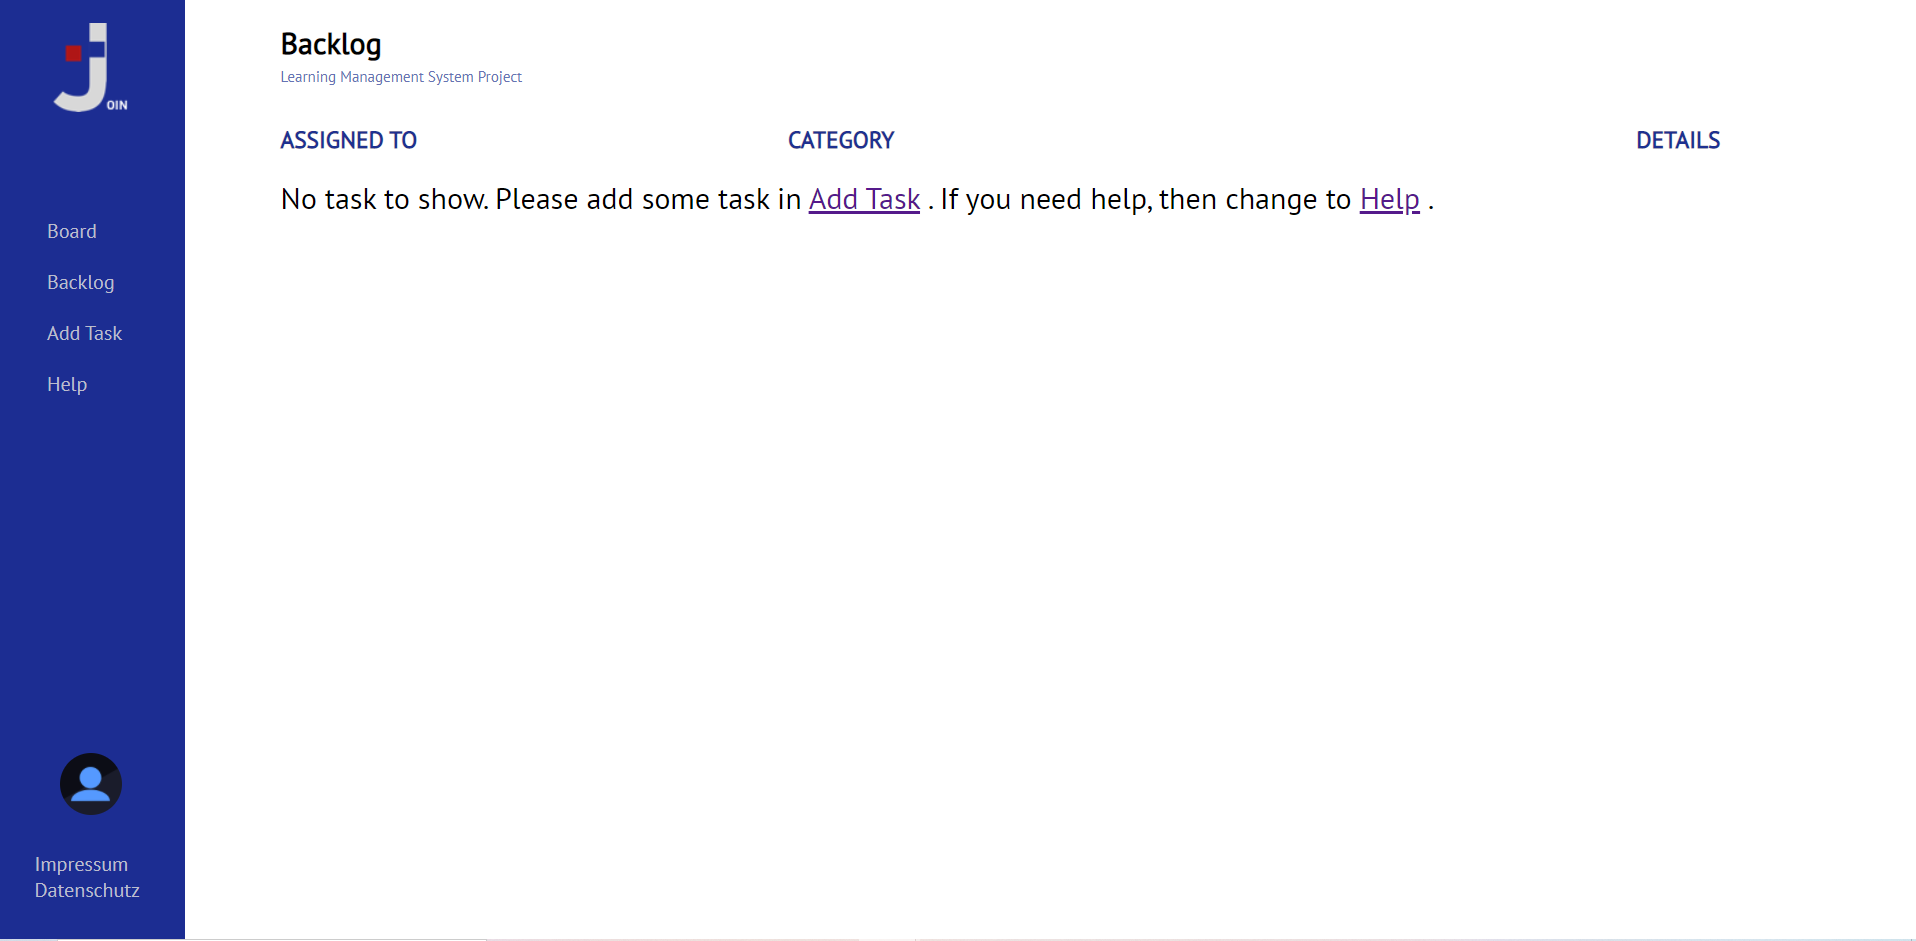 OIN
Board
Backlog
Add Task
Help
Impressum
Datenschutz
Backlog
Learning Management System Project
ASSIGNED TO CATEGORY DETAILS
No task to show. Please add some task in Add Task . If you need help, then change to Help .